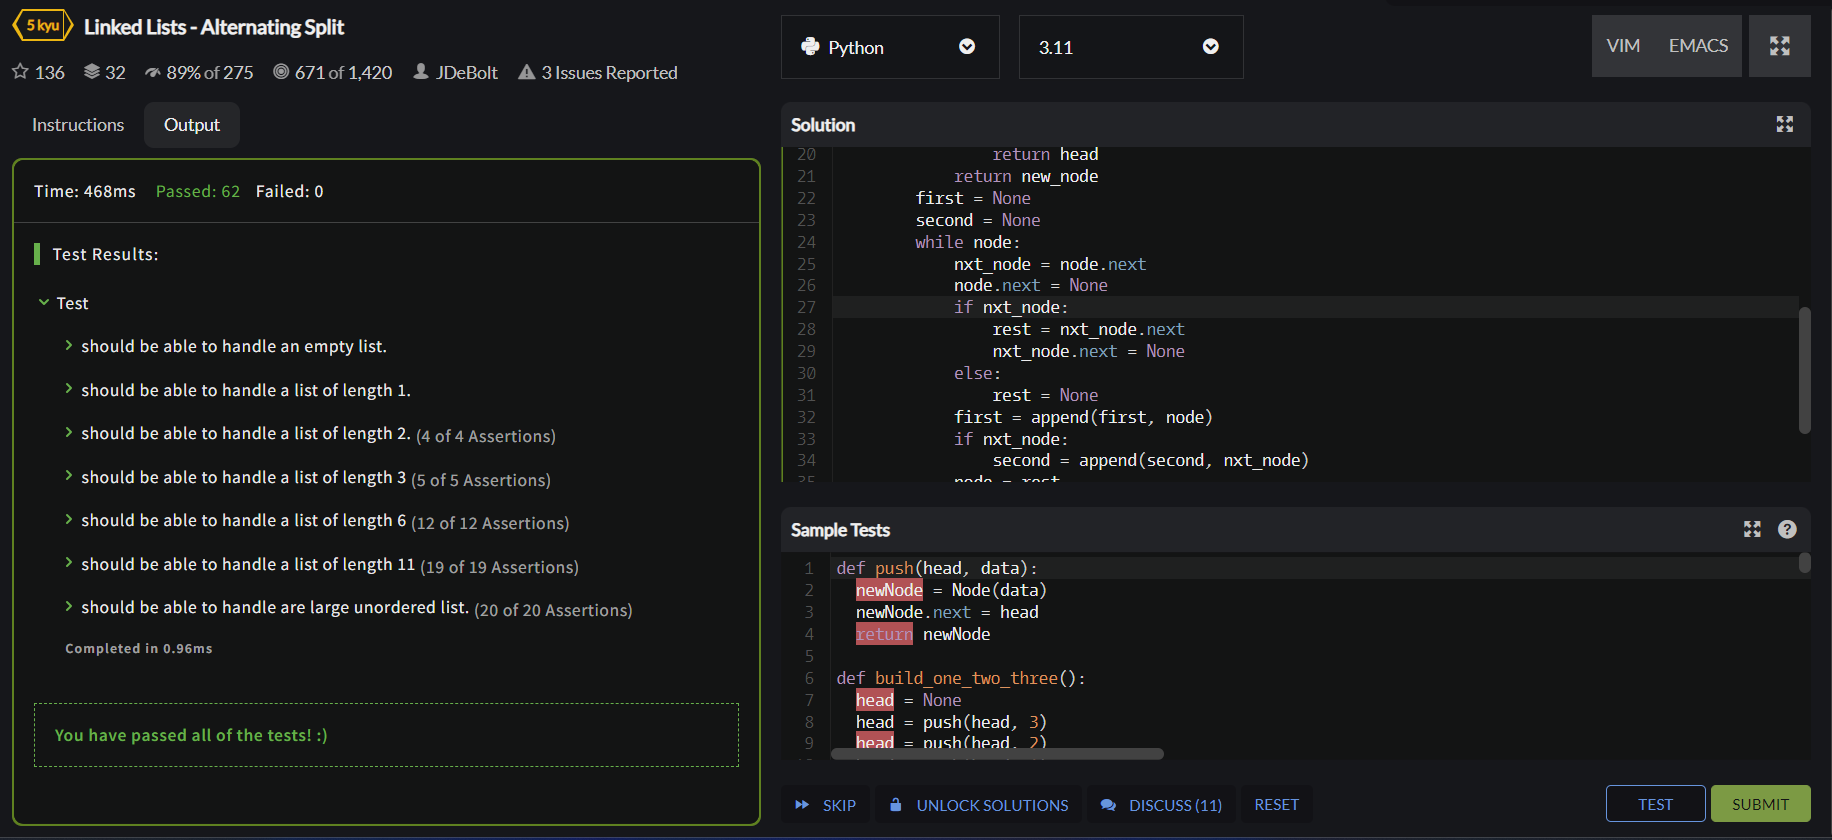 5 kyu Linked Lists - Alternating Split
136 32 89% of 275 671 of 1,420 JDeBolt 3 Issues Reported
Instructions Output
Time: 468ms Passed: 62 Failed: 0
Test Results:
Test
should be able to handle an empty list.
should be able to handle a list of length 1.
should be able to handle a list of length 2. (4 of 4 Assertions)
should be able to handle a list of length 3 (5 of 5 Assertions)
should be able to handle a list of length 6 (12 of 12 Assertions)
should be able to handle a list of length 11 (19 of 19 Assertions)
should be able to handle are large unordered list. (20 of 20 Assertions)
Completed in 0.96ms
You have passed all of the tests! :)
Python 3.11 VIM EMACS
Solution
20 return head
21 return new_node
22 first = None
23 second = None
24 while node:
25 nxt_node = node.next
26 node.next = None
27 if nxt_node:
28 rest = nxt_node.next
29 nxt_node.next = None
30 else:
31 rest = None
32 first = append(first, node)
33 if nxt_node:
34 second = append(second, nxt_node)
35 node = rest
Sample Tests
1 def push(head, data):
2 newNode = Node(data)
3 newNode.next = head
4 return newNode
5
6 def build_one_two_three():
7 head = None
8 head = push(head, 3)
9 head = push(head, 2)
SKIP UNLOCK SOLUTIONS DISCUSS (11) RESET TEST SUBMIT